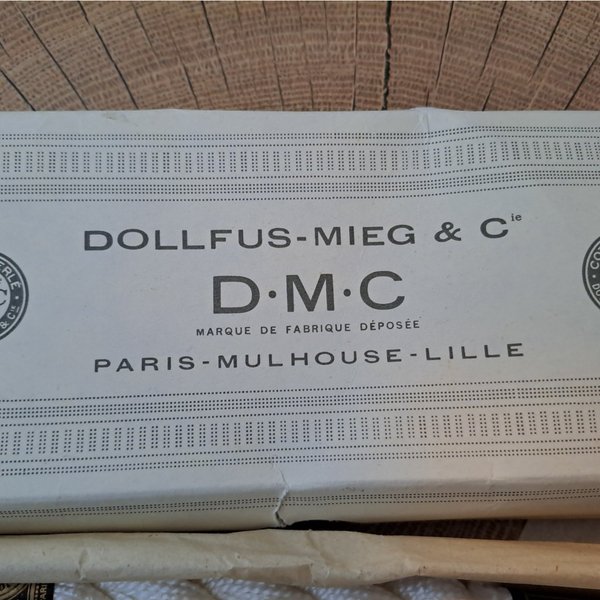 DOLLFUS-MIEG & Cie
D·M·C
MARQUE DE FABRIQUE DÉPOSÉE
PARIS-MULHOUSE-LILLE